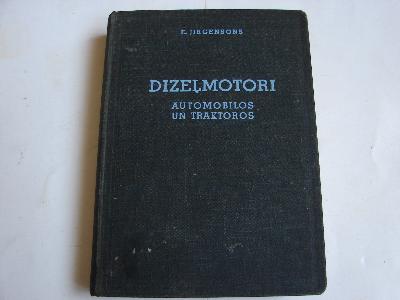 E. JIRGENSONS
DIZEĻMOTORI
AUTOMOBIĻOS
UN TRAKTOROS